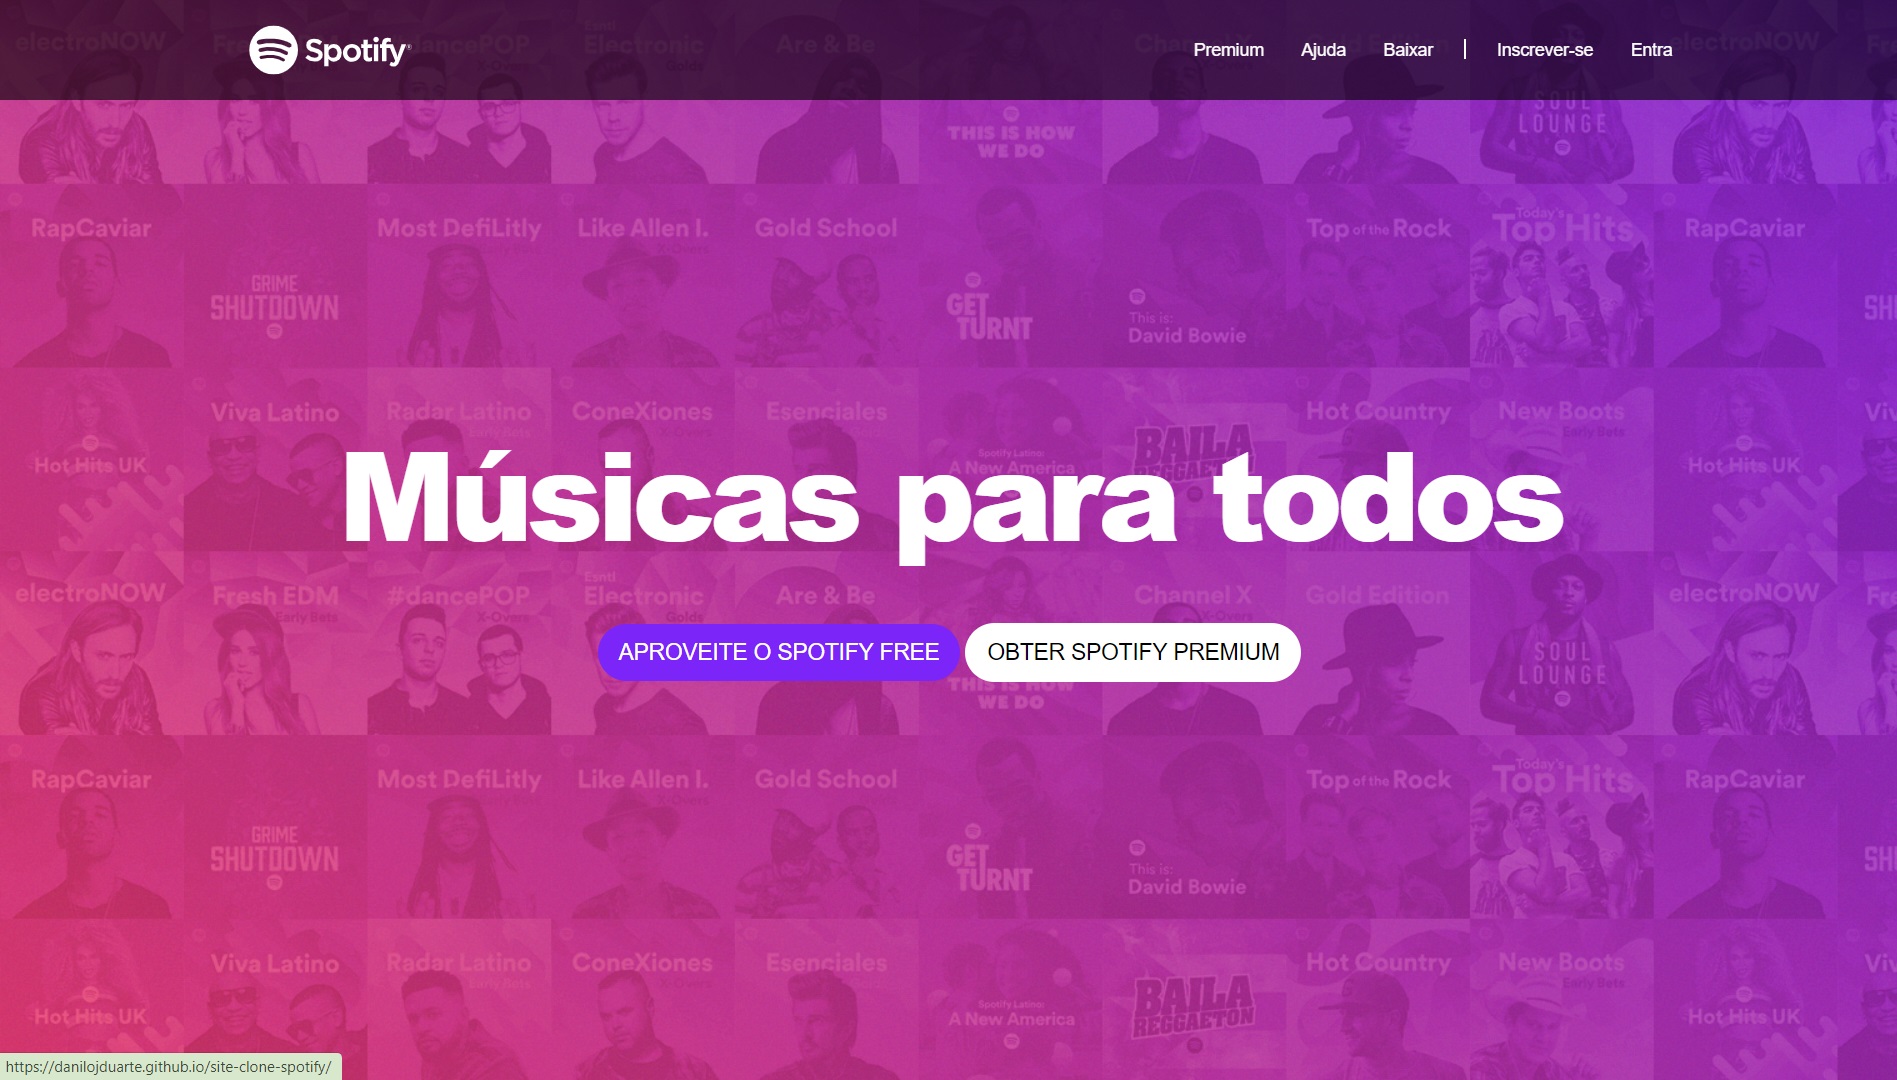 Spotify
Premium Ajuda Baixar | Inscrever-se Entra
electroNOW Fresh EDM #dancePOP Esntl Electronic Are & Be Channel X electroNOW
X-Overs Golds
SOUL
LOUNGE
THIS IS HOW
WE DO
RapCaviar Most DefiLitly Like Allen I. Gold School Top of the Rock Today's Top Hits RapCaviar
GRIME
SHUTDOWN
GET
TURNT
This is:
David Bowie
Viva Latino Radar Latino ConeXiones Esenciales Hot Country New Boots
Early Bets X-Overs Early Bets
BAILA
REGGAETON
Spotify Latino:
A New America
Hot Hits UK Hot Hits UK
Músicas para todos
electroNOW Fresh EDM #dancePOP Esntl Electronic Are & Be Channel X Gold Edition electroNOW
Early Bets X-Overs Golds X-Overs
APROVEITE O SPOTIFY FREE OBTER SPOTIFY PREMIUM
SOUL
LOUNGE
THIS IS HOW
WE DO
RapCaviar Most DefiLitly Like Allen I. Gold School Top of the Rock Today's Top Hits RapCaviar
GRIME
SHUTDOWN
GET
TURNT
This is:
David Bowie
Viva Latino Radar Latino ConeXiones Esenciales Hot Country New Boots
Early Bets X-Overs Early Bets
BAILA
REGGAETON
Spotify Latino:
A New America
Hot Hits UK Hot Hits UK
https://danilojduarte.github.io/site-clone-spotify/